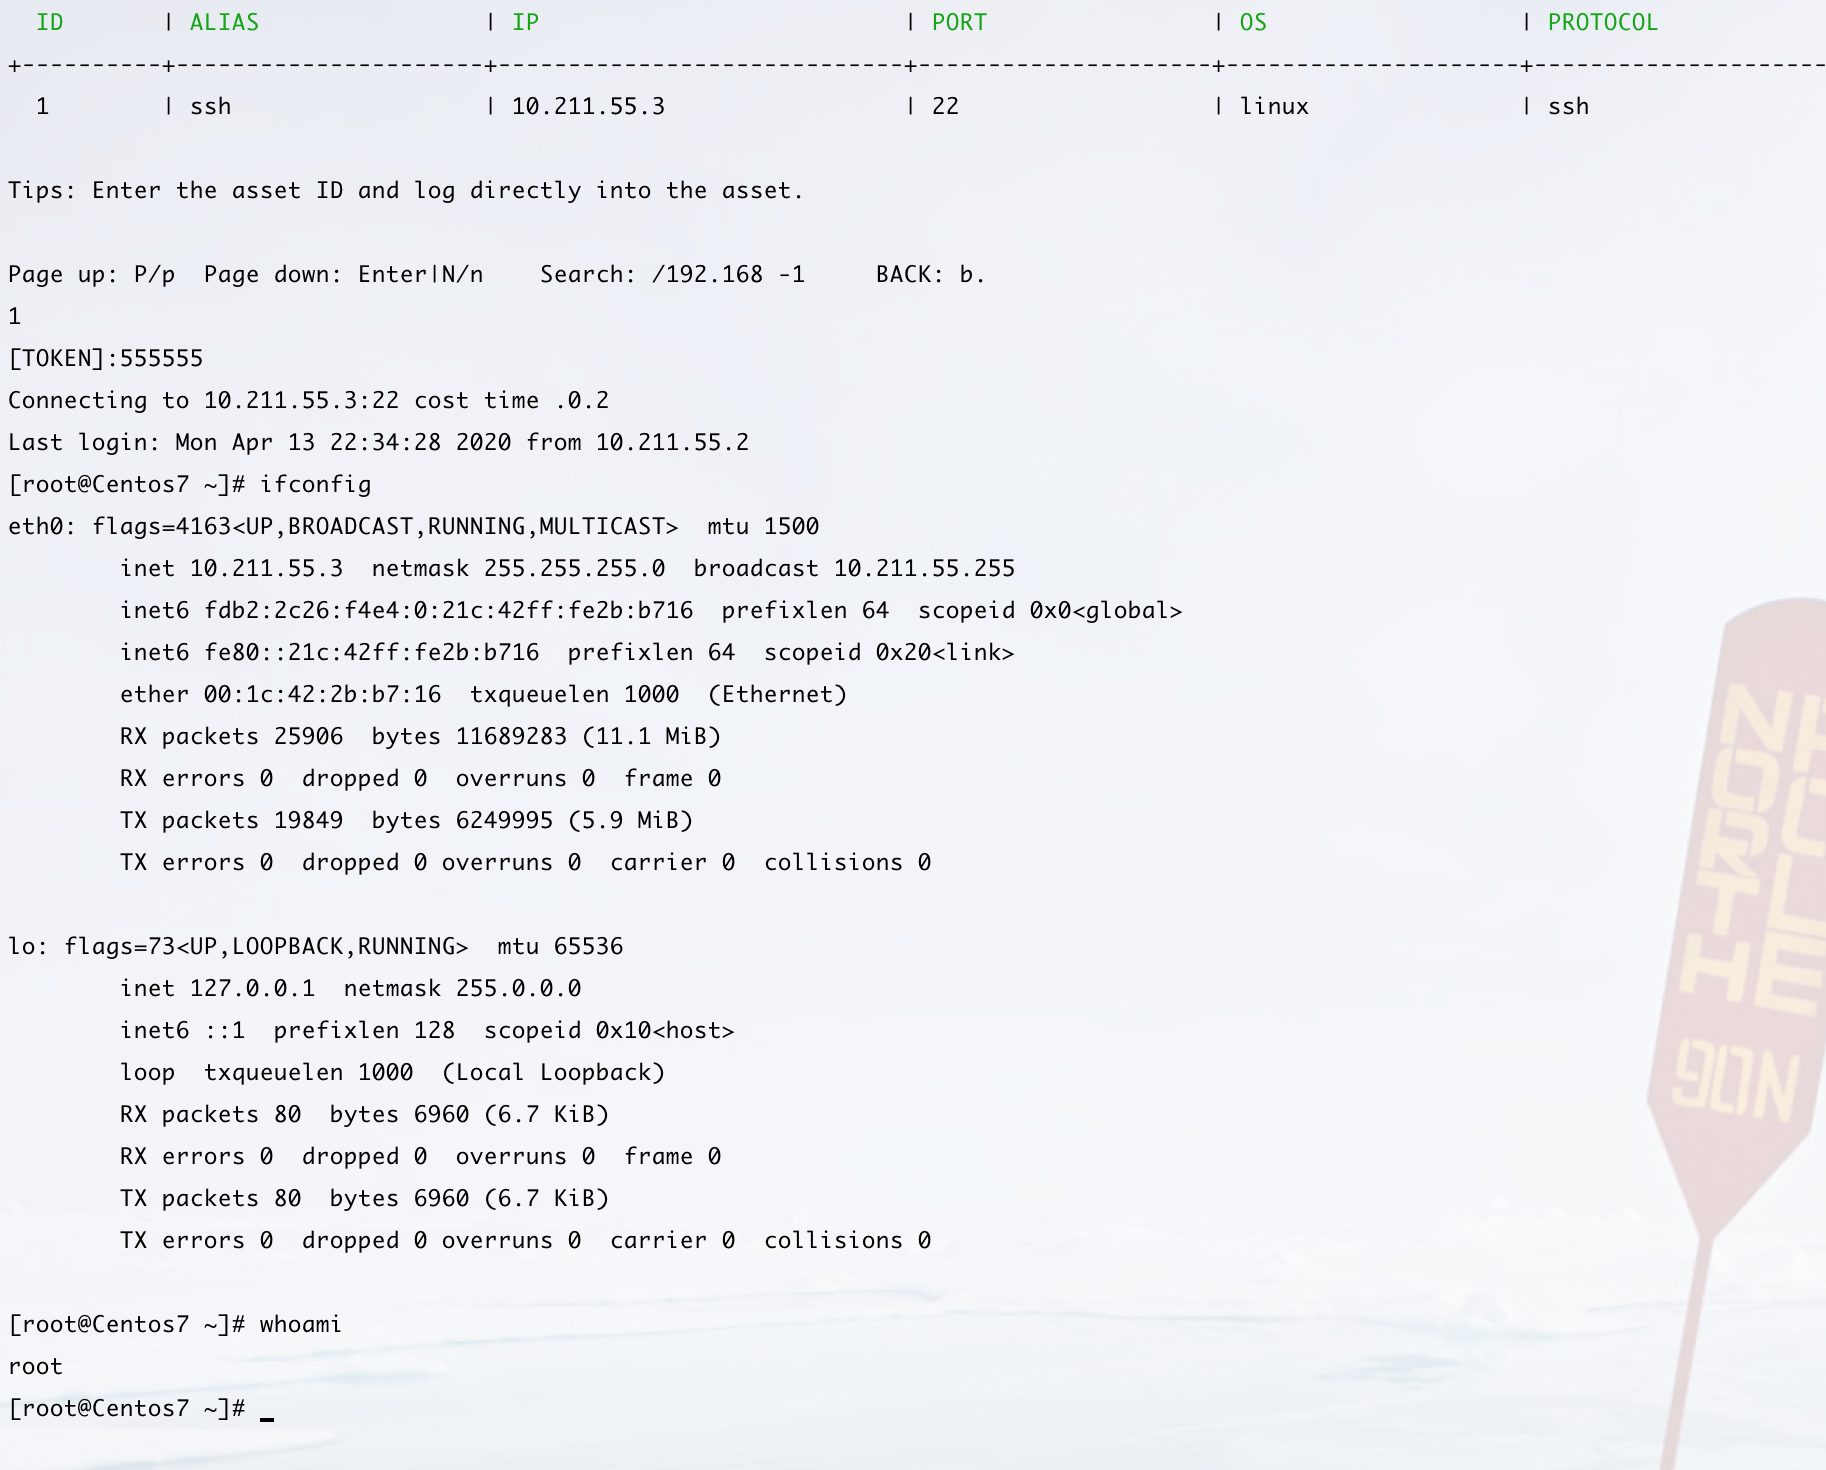 ID | ALIAS | IP | PORT | OS | PROTOCOL
+----------+----------------------+-----------------------------+---------------------+---------------------+---------------------
1 | ssh | 10.211.55.3 | 22 | linux | ssh
Tips: Enter the asset ID and log directly into the asset.
Page up: P/p  Page down: Enter|N/n    Search: /192.168 -1     BACK: b.
1
[TOKEN]:555555
Connecting to 10.211.55.3:22 cost time .0.2
Last login: Mon Apr 13 22:34:28 2020 from 10.211.55.2
[root@Centos7 ~]# ifconfig
eth0: flags=4163<UP,BROADCAST,RUNNING,MULTICAST>  mtu 1500
        inet 10.211.55.3  netmask 255.255.255.0  broadcast 10.211.55.255
        inet6 fdb2:2c26:f4e4:0:21c:42ff:fe2b:b716  prefixlen 64  scopeid 0x0<global>
        inet6 fe80::21c:42ff:fe2b:b716  prefixlen 64  scopeid 0x20<link>
        ether 00:1c:42:2b:b7:16  txqueuelen 1000  (Ethernet)
        RX packets 25906  bytes 11689283 (11.1 MiB)
        RX errors 0  dropped 0  overruns 0  frame 0
        TX packets 19849  bytes 6249995 (5.9 MiB)
        TX errors 0  dropped 0 overruns 0  carrier 0  collisions 0
lo: flags=73<UP,LOOPBACK,RUNNING>  mtu 65536
        inet 127.0.0.1  netmask 255.0.0.0
        inet6 ::1  prefixlen 128  scopeid 0x10<host>
        loop  txqueuelen 1000  (Local Loopback)
        RX packets 80  bytes 6960 (6.7 KiB)
        RX errors 0  dropped 0  overruns 0  frame 0
        TX packets 80  bytes 6960 (6.7 KiB)
        TX errors 0  dropped 0 overruns 0  carrier 0  collisions 0
[root@Centos7 ~]# whoami
root
[root@Centos7 ~]# _
NORTH
90N